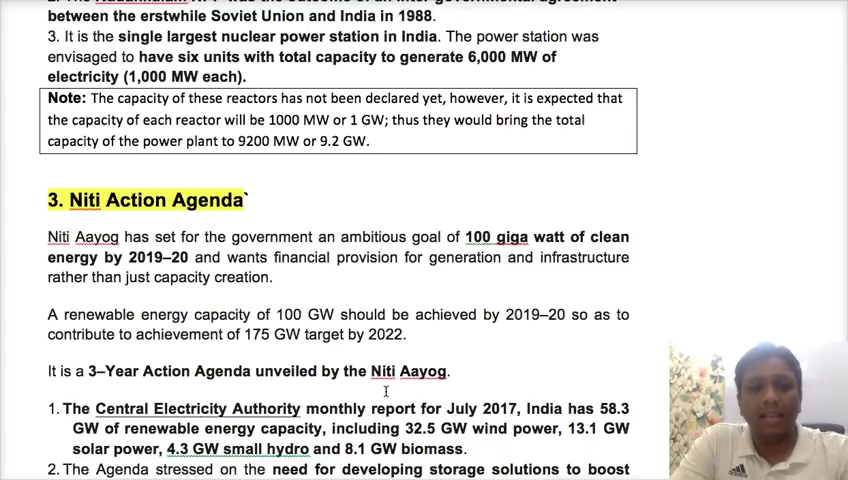 between the erstwhile Soviet Union and India in 1988.
3. It is the single largest nuclear power station in India. The power station was
envisaged to have six units with total capacity to generate 6,000 MW of
electricity (1,000 MW each).
Note: The capacity of these reactors has not been declared yet, however, it is expected that
the capacity of each reactor will be 1000 MW or 1 GW; thus they would bring the total
capacity of the power plant to 9200 MW or 9.2 GW.
3. Niti Action Agenda`
Niti Aayog has set for the government an ambitious goal of 100 giga watt of clean
energy by 2019–20 and wants financial provision for generation and infrastructure
rather than just capacity creation.
A renewable energy capacity of 100 GW should be achieved by 2019–20 so as to
contribute to achievement of 175 GW target by 2022.
It is a 3–Year Action Agenda unveiled by the Niti Aayog.
1. The Central Electricity Authority monthly report for July 2017, India has 58.3
GW of renewable energy capacity, including 32.5 GW wind power, 13.1 GW
solar power, 4.3 GW small hydro and 8.1 GW biomass.
2. The Agenda stressed on the need for developing storage solutions to boost
adidas